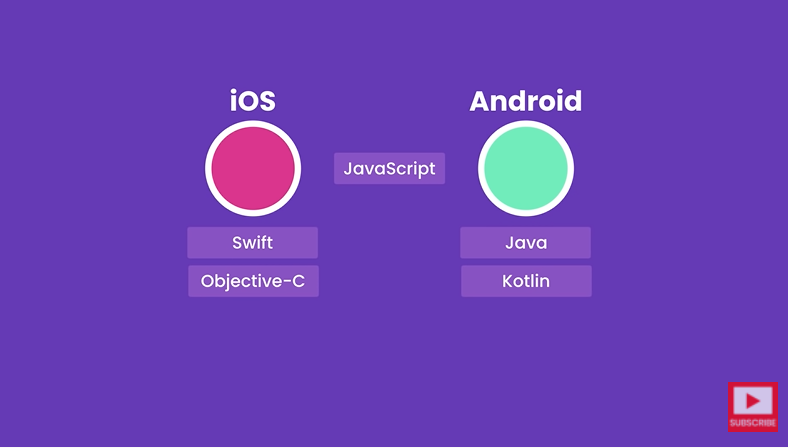 iOS
Android
JavaScript
Swift
Java
Objective-C
Kotlin
SUBSCRIBE